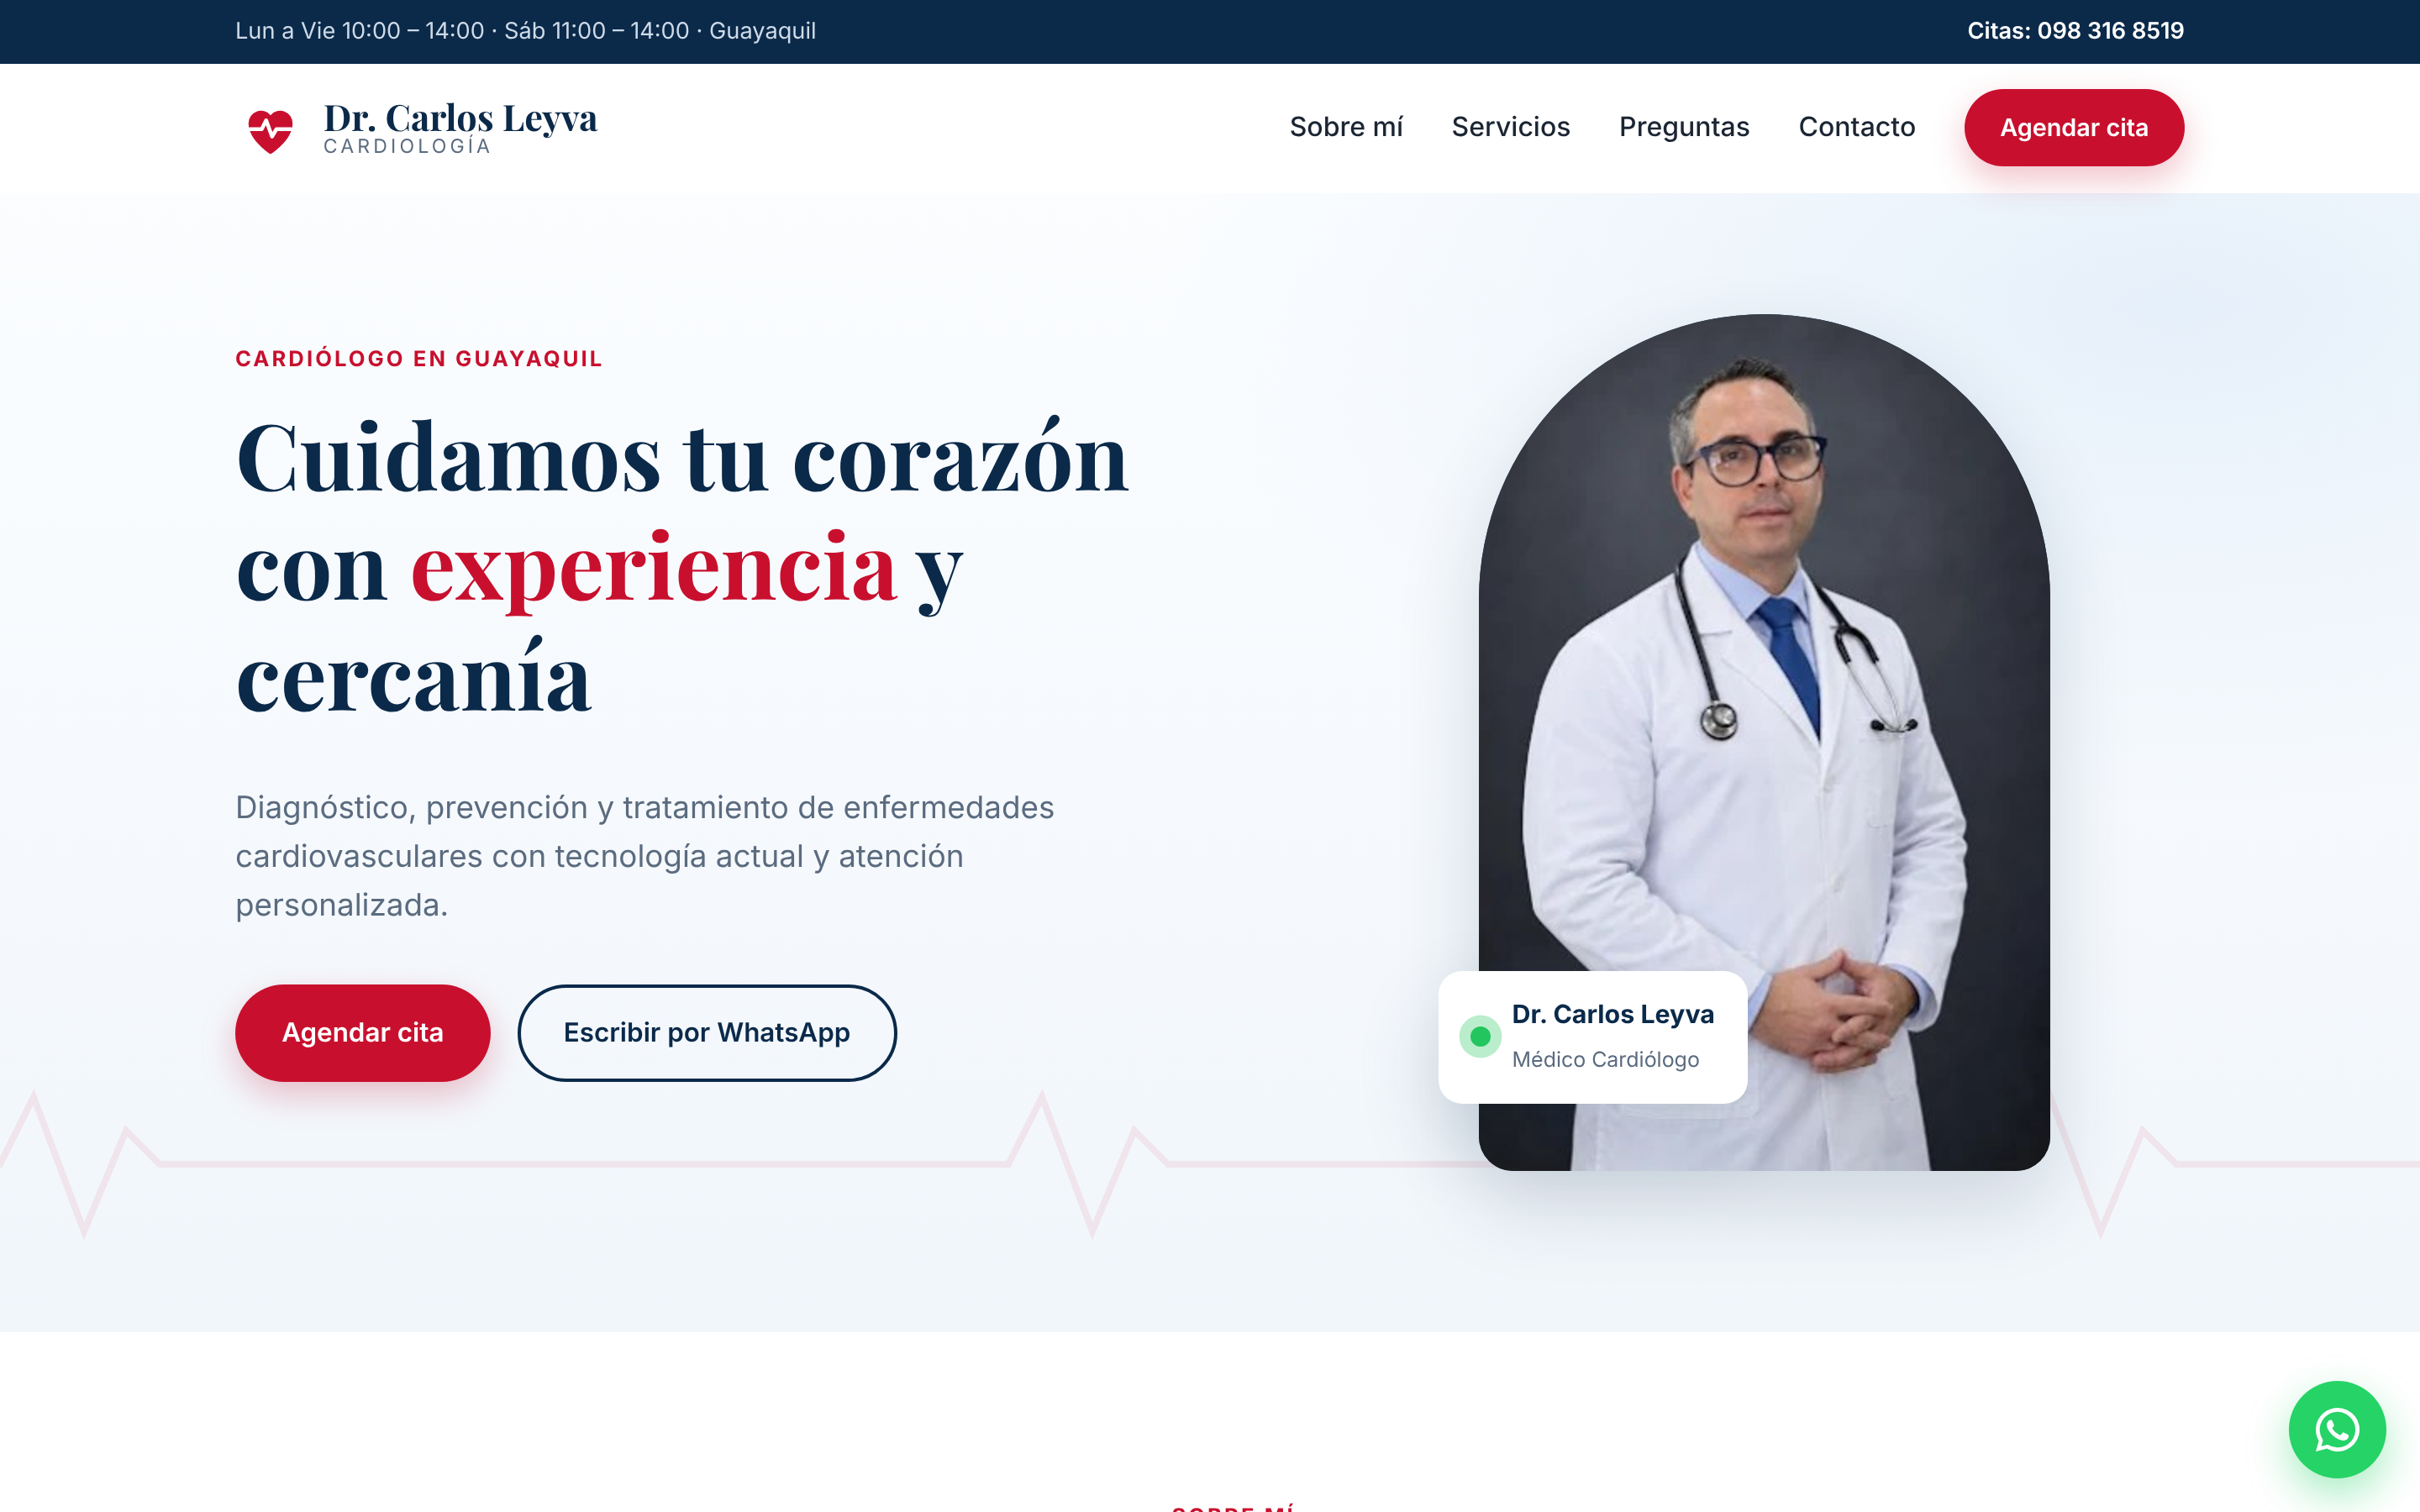 Lun a Vie 10:00 – 14:00 · Sáb 11:00 – 14:00 · Guayaquil
Citas: 098 316 8519
Dr. Carlos Leyva
CARDIOLOGÍA
Sobre mí
Servicios
Preguntas
Contacto
Agendar cita
CARDIÓLOGO EN GUAYAQUIL
Cuidamos tu corazón
con experiencia y
cercanía
Diagnóstico, prevención y tratamiento de enfermedades
cardiovasculares con tecnología actual y atención
personalizada.
Agendar cita
Escribir por WhatsApp
Dr. Carlos Leyva
Médico Cardiólogo
SOBRE MÍ